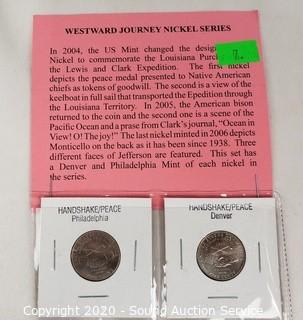 WESTWARD JOURNEY NICKEL SERIES
In 2004, the US Mint changed the desig
Nickel to commemorate the Louisiana Purc
the Lewis and Clark Expedition. The first nickel
depicts the peace medal presented to Native American
chiefs as tokens of goodwill. The second is a view of the
keelboat in full sail that transported the Epedition through
the Louisiana Territory. In 2005, the American bison
returned to the coin and the second one is a scene of the
Pacific Ocean and a prase from Clark's journal, "Ocean in
View! O! The joy!" The last nickel minted in 2006 depicts
Monticello on the back as it has been since 1938. Three
different faces of Jefferson are featured. This set has
a Denver and Philadelphia Mint of each nickel in
the series.
HANDSHAKE/PEACE
Philadelphia
HANDSHAKE/PEACE
Denver
Copyright 2020 - Sound Auction Service